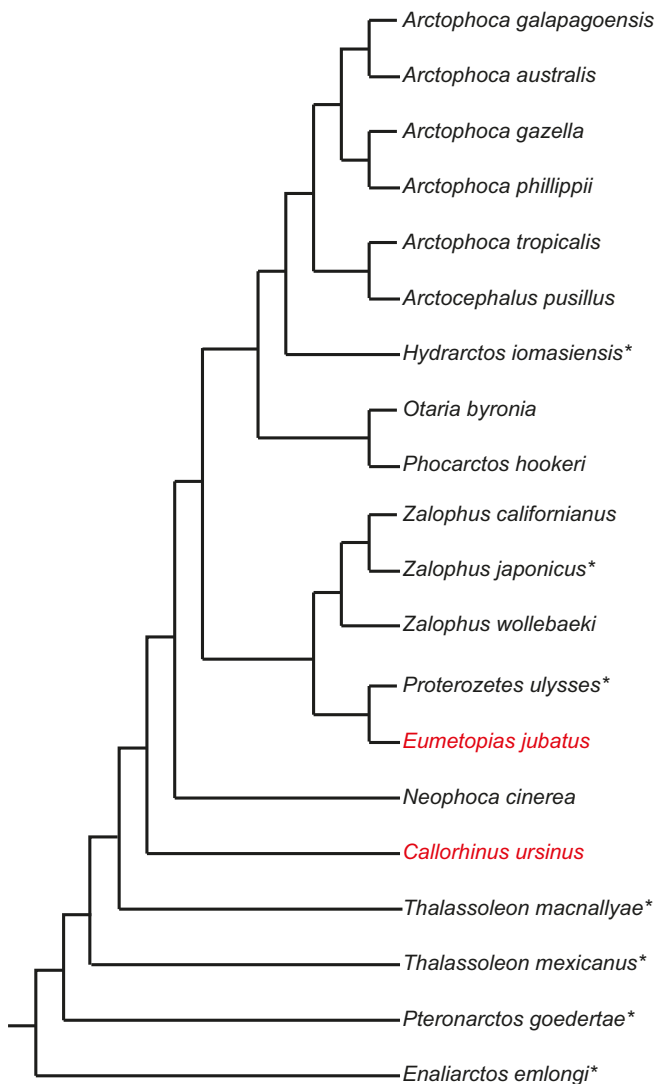 Arctophoca galapagoensis
Arctophoca australis
Arctophoca gazella
Arctophoca phillippii
Arctophoca tropicalis
Arctocephalus pusillus
Hydrarctos iomasiensis*
Otaria byronia
Phocarctos hookeri
Zalophus californianus
Zalophus japonicus*
Zalophus wollebaeki
Proterozetes ulysses*
Eumetopias jubatus
Neophoca cinerea
Callorhinus ursinus
Thalassoleon macnallyae*
Thalassoleon mexicanus*
Pteronarctos goedertae*
Enaliarctos emlongi*